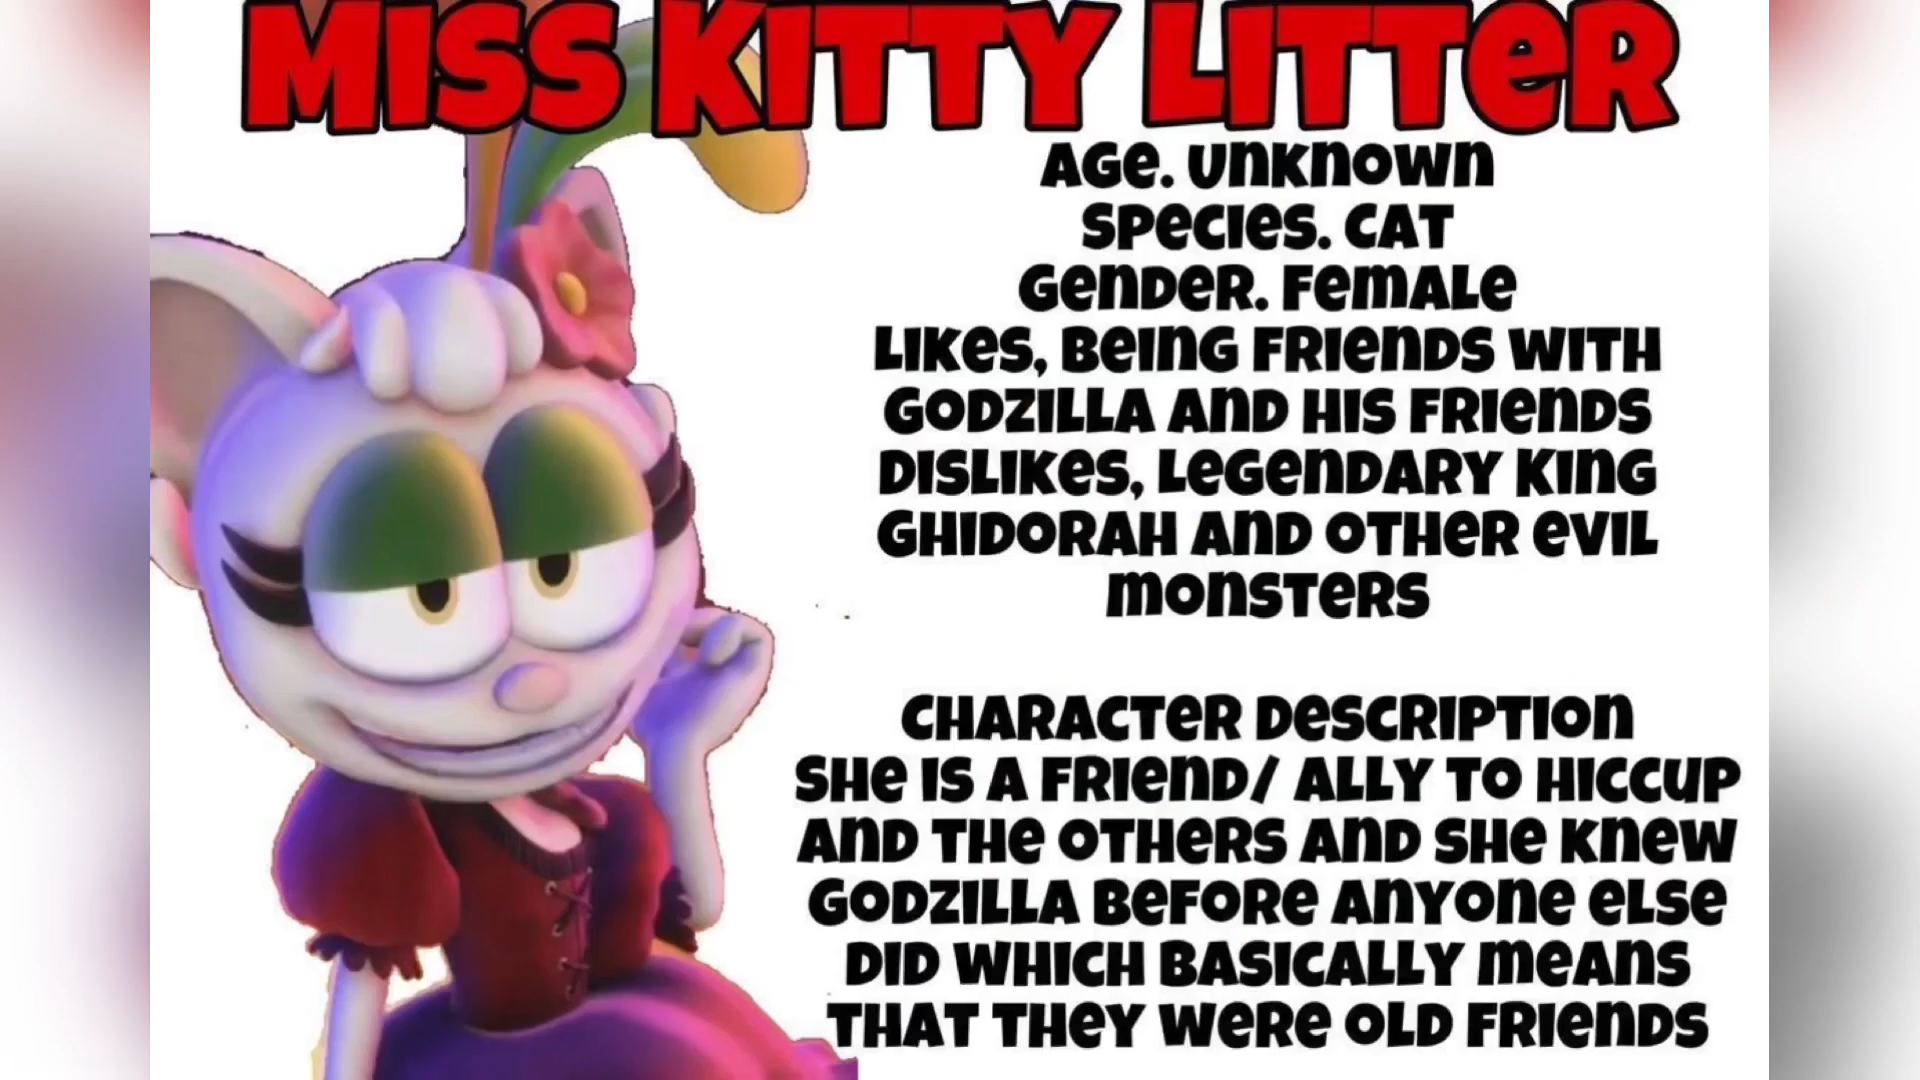 MISS KITTY LITTER
AGE. UNKNOWN
SPECIES. CAT
GENDER. FEMALE
LIKES, BEING FRIENDS WITH
GODZILLA AND HIS FRIENDS
DISLIKES, LEGENDARY KING
GHIDORAH AND OTHER EVIL
MONSTERS
CHARACTER DESCRIPTION
SHE IS A FRIEND/ ALLY TO HICCUP
AND THE OTHERS AND SHE KNEW
GODZILLA BEFORE ANYONE ELSE
DID WHICH BASICALLY MEANS
THAT THEY WERE OLD FRIENDS